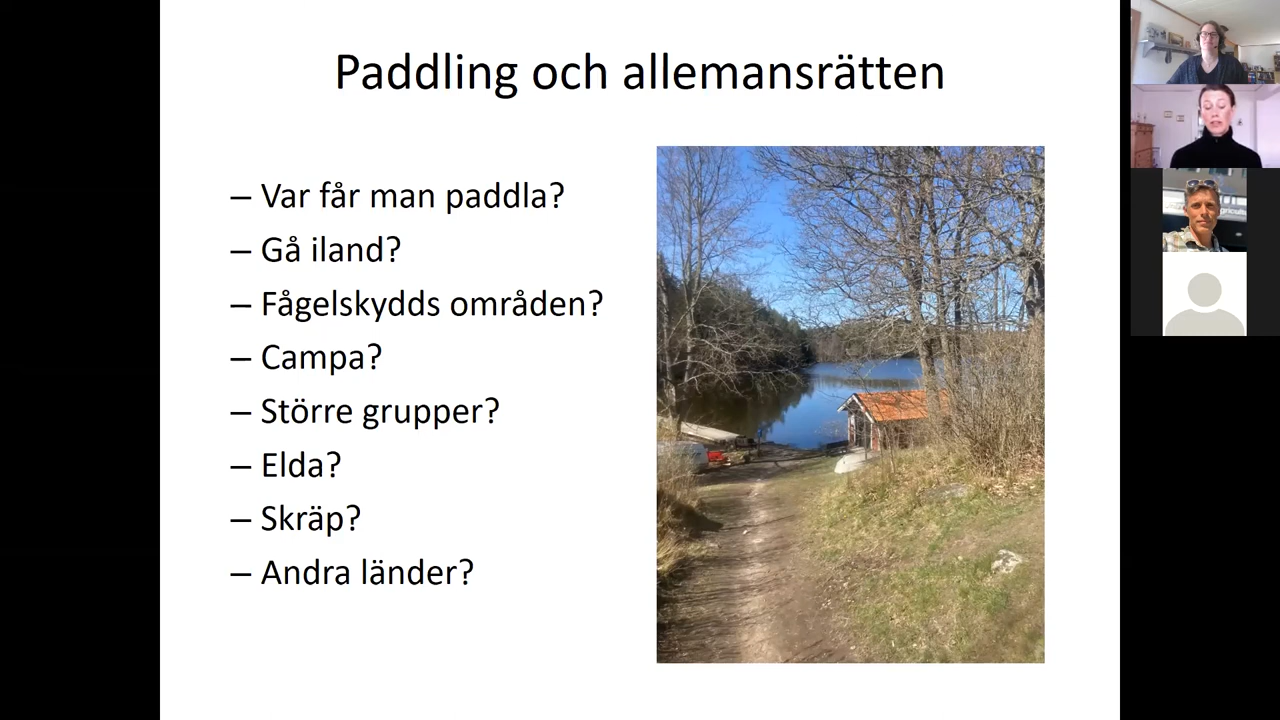 Paddling och allemansrätten
– Var får man paddla?
– Gå iland?
– Fågelskydds områden?
– Campa?
– Större grupper?
– Elda?
– Skräp?
– Andra länder?